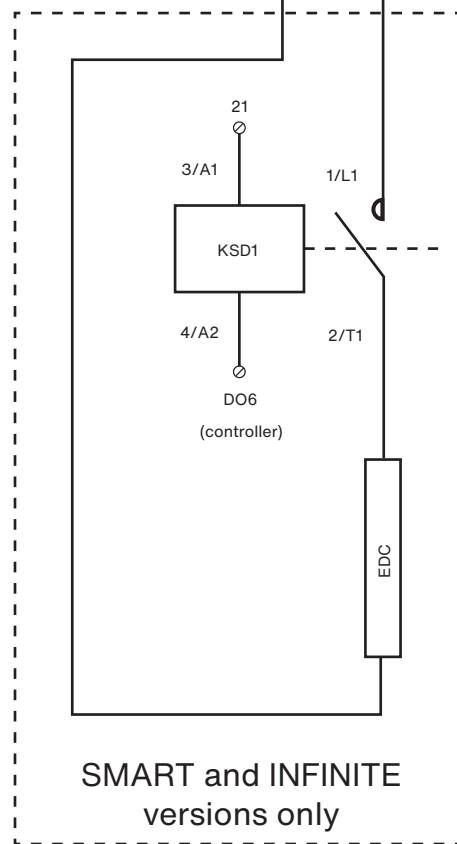 21
3/A1
1/L1
KSD1
4/A2
2/T1
DO6
(controller)
EDC
SMART and INFINITE
versions only